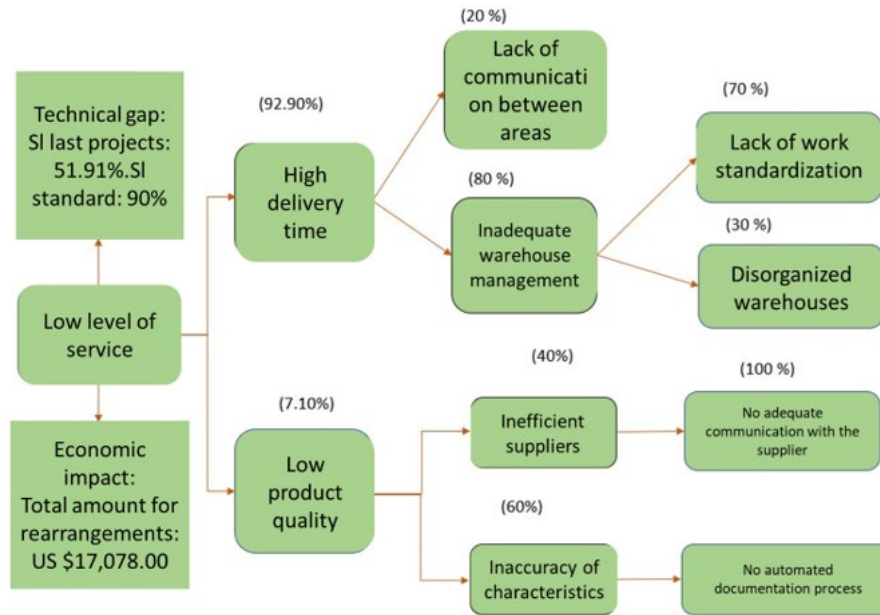 Technical gap:
Sl last projects:
51.91%.Sl
standard: 90%
Low level of
service
Economic
impact:
Total amount for
rearrangements:
US $17,078.00
(92.90%)
High
delivery
time
(7.10%)
Low
product
quality
(20 %)
Lack of
communicati
on between
areas
(80 %)
Inadequate
warehouse
management
(70 %)
Lack of work
standardization
(30 %)
Disorganized
warehouses
(40%)
Inefficient
suppliers
(100 %)
No adequate
communication with the
supplier
(60%)
Inaccuracy of
characteristics
No automated
documentation process